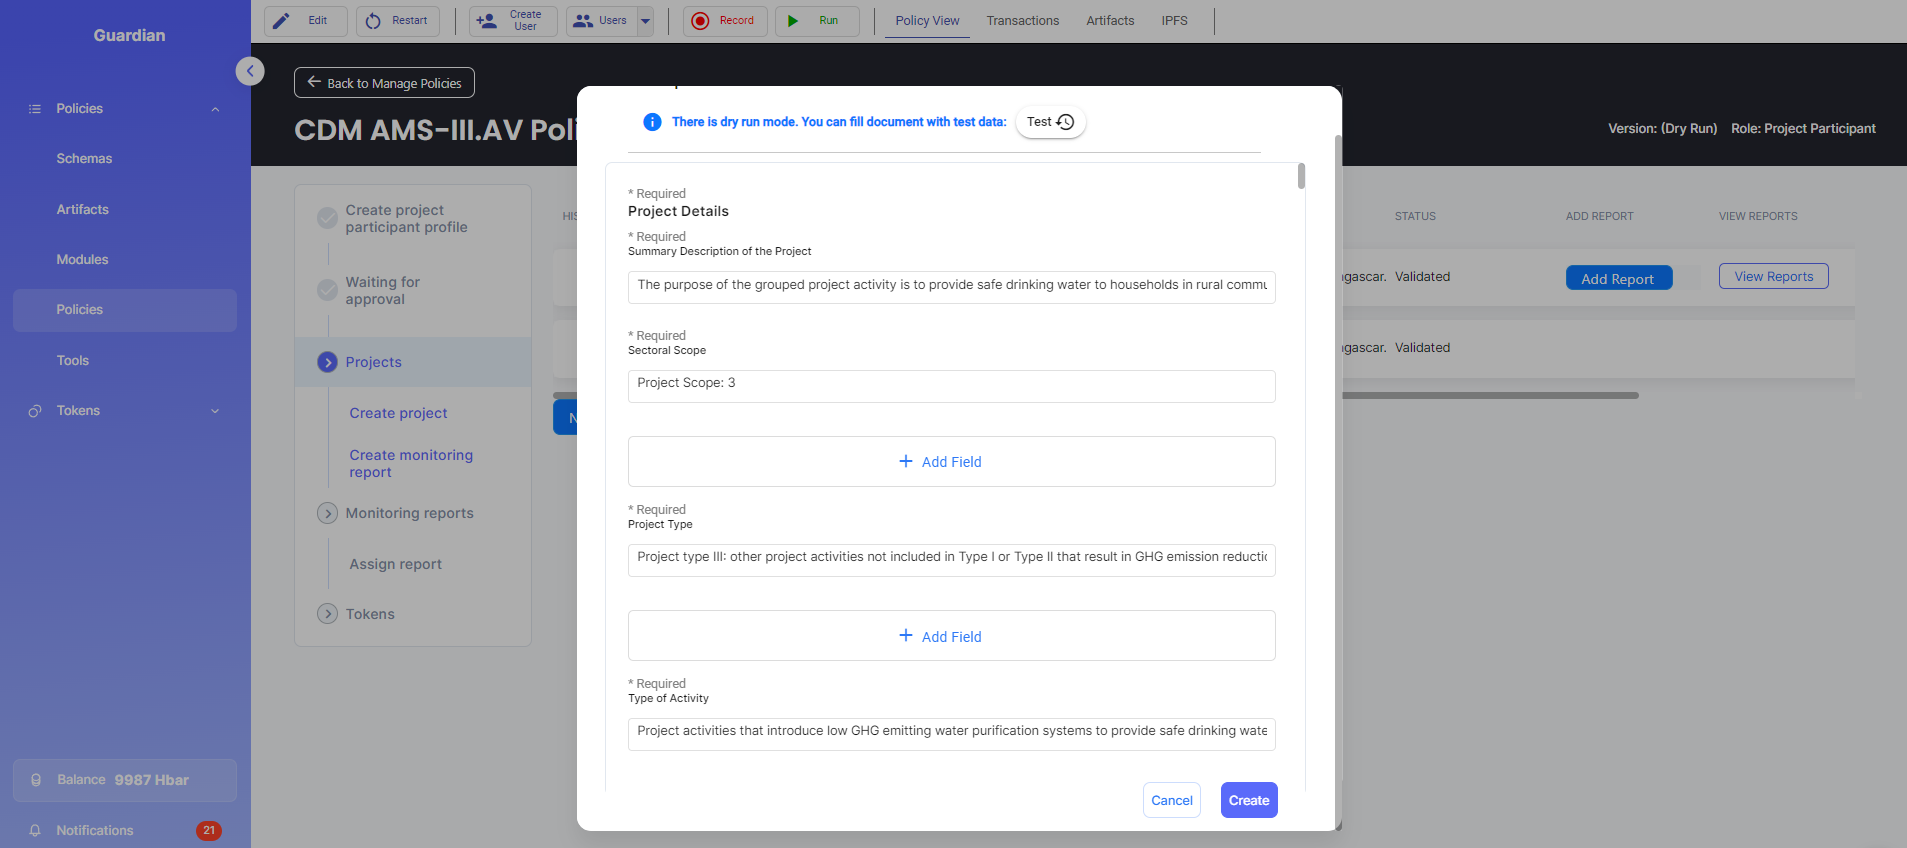 Guardian
Policies
Schemas
Artifacts
Modules
Policies
Tools
Tokens
Balance 9987 Hbar
Notifications 21
Edit
Restart
Create User
Users
Record
Run
Policy View
Transactions
Artifacts
IPFS
Back to Manage Policies
CDM AMS-III.AV
Version: (Dry Run) Role: Project Participant
Create project
participant profile
Waiting for
approval
Projects
Create project
Create monitoring
report
Monitoring reports
Assign report
Tokens
STATUS
ADD REPORT
VIEW REPORTS
Validated
Add Report
View Reports
Validated
There is dry run mode. You can fill document with test data:
Test
* Required
Project Details
* Required
Summary Description of the Project
The purpose of the grouped project activity is to provide safe drinking water to households in rural commu
* Required
Sectoral Scope
Project Scope: 3
+ Add Field
* Required
Project Type
Project type III: other project activities not included in Type I or Type II that result in GHG emission reductio
+ Add Field
* Required
Type of Activity
Project activities that introduce low GHG emitting water purification systems to provide safe drinking wate
Cancel
Create